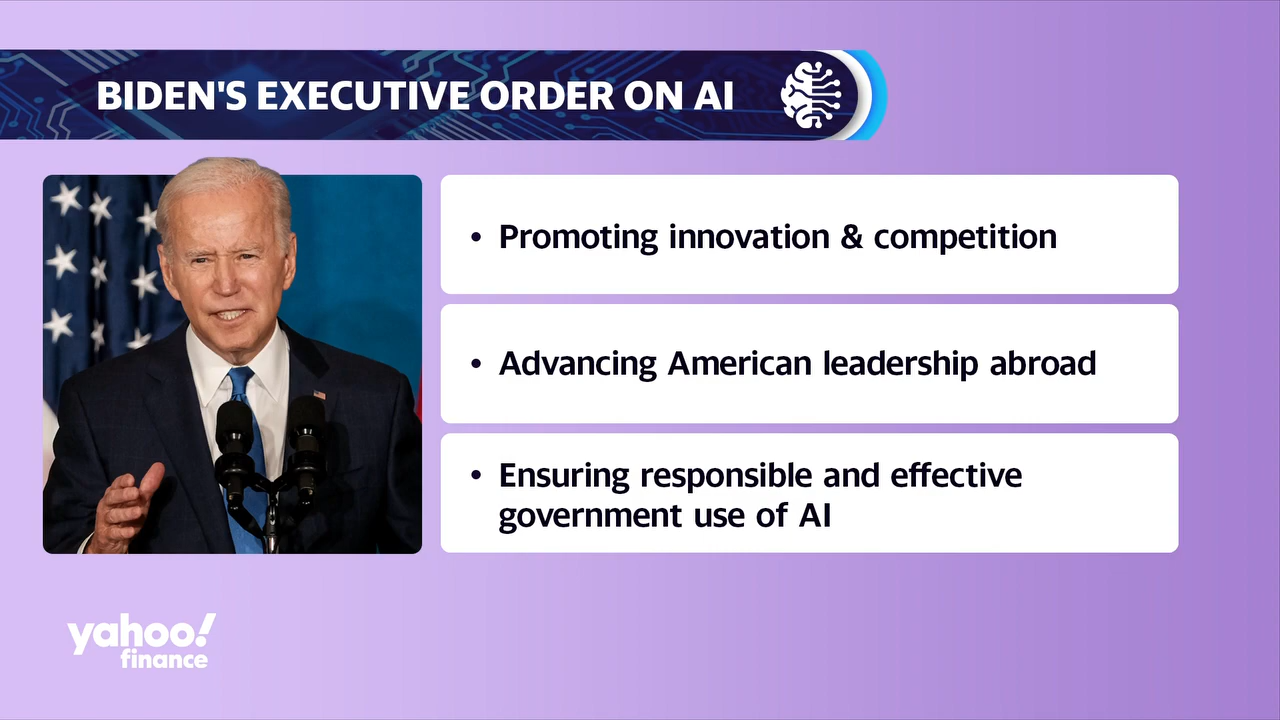 BIDEN'S EXECUTIVE ORDER ON AI
• Promoting innovation & competition
• Advancing American leadership abroad
• Ensuring responsible and effective
government use of AI
yahoo!
finance